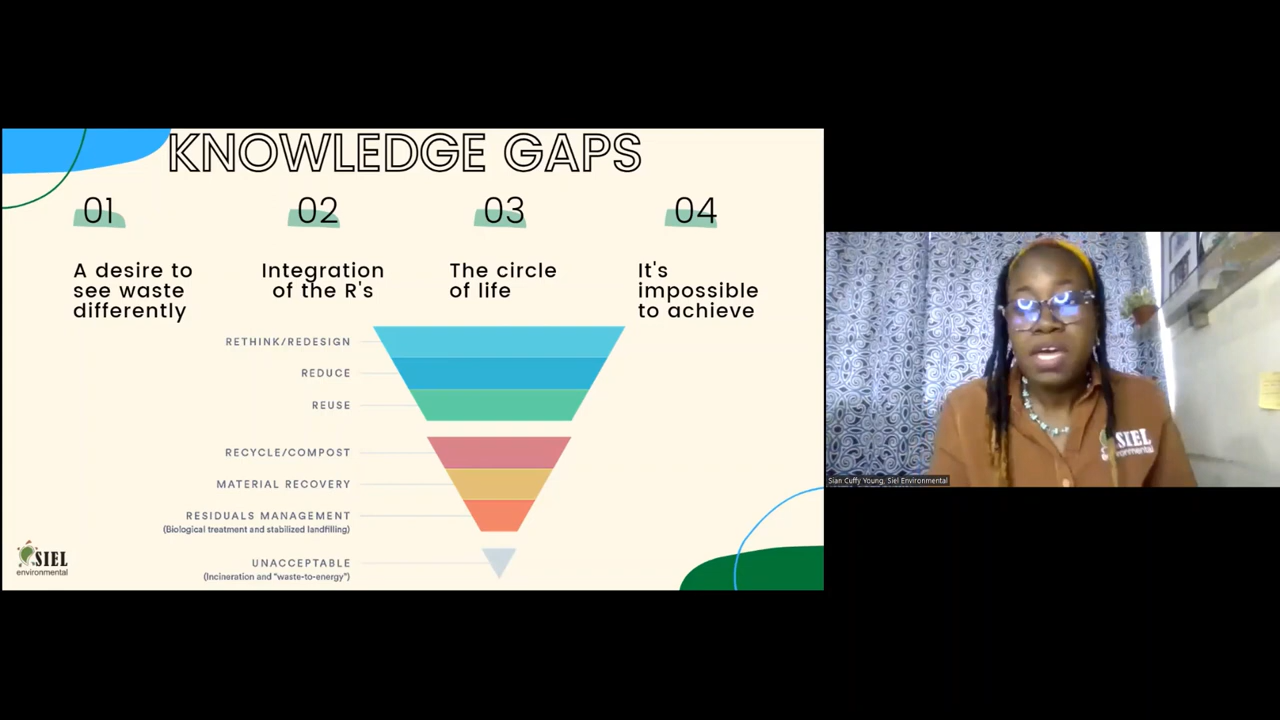 KNOWLEDGE GAPS
01
02
03
04
A desire to
see waste
differently
Integration
of the R's
The circle
of life
It's
impossible
to achieve
RETHINK/REDESIGN
REDUCE
REUSE
RECYCLE/COMPOST
MATERIAL RECOVERY
RESIDUALS MANAGEMENT
(Biological treatment and stabilized landfilling)
UNACCEPTABLE
(Incineration and "waste-to-energy")
SIEL
environmental
SIEL
environmental
Sian Cuffy Young, Siel Environmental